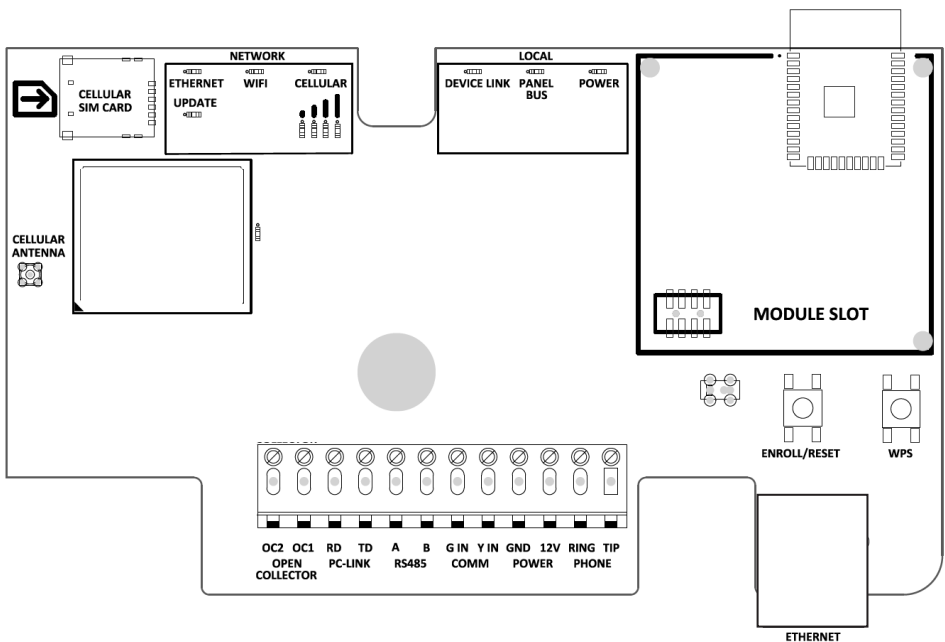 NETWORK
LOCAL
CELLULAR
SIM CARD
ETHERNET WIFI CELLULAR
UPDATE
DEVICE LINK PANEL
BUS
POWER
CELLULAR
ANTENNA
MODULE SLOT
ENROLL/RESET
WPS
OC2 OC1 RD TD A B G IN Y IN GND 12V RING TIP
OPEN
COLLECTOR
PC-LINK RS485 COMM POWER PHONE
ETHERNET